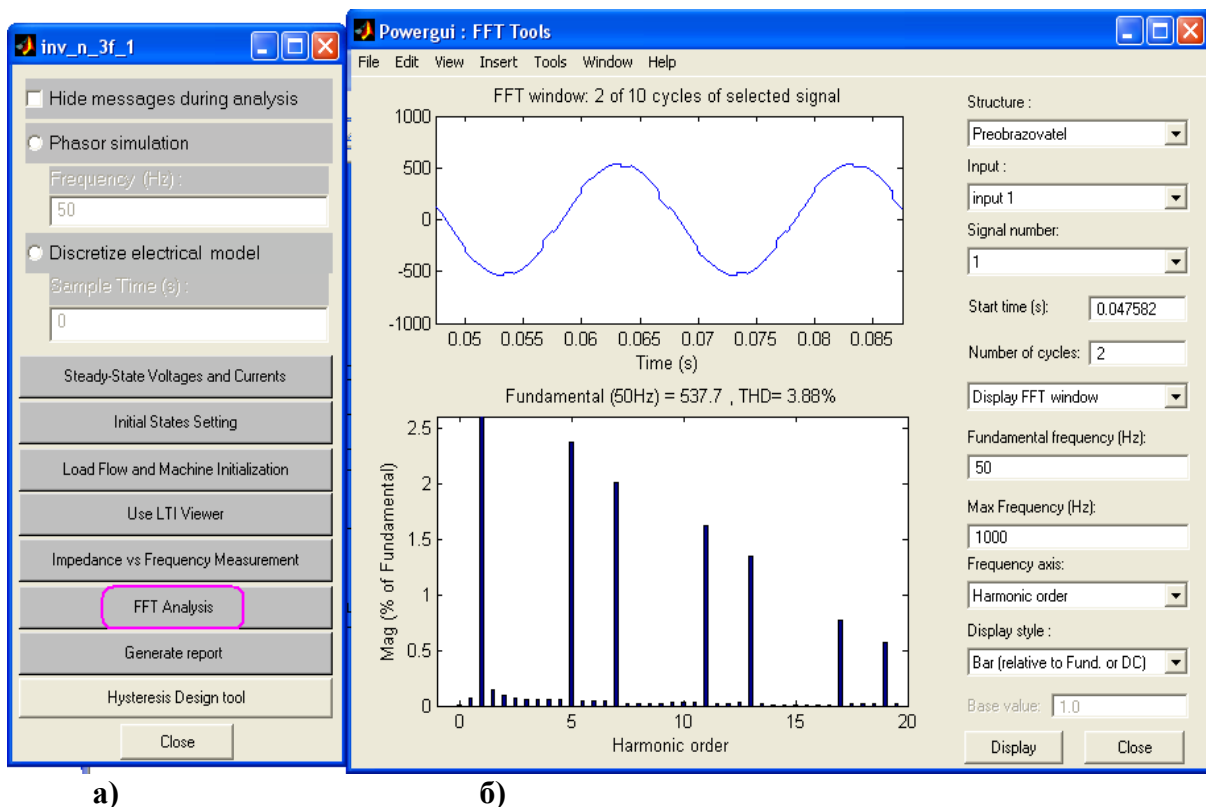 inv_n_3f_1
Hide messages during analysis
Phasor simulation
Frequency (Hz) :
50
Discretize electrical model
Sample Time (s) :
0
Steady-State Voltages and Currents
Initial States Setting
Load Flow and Machine Initialization
Use LTI Viewer
Impedance vs Frequency Measurement
FFT Analysis
Generate report
Hysteresis Design tool
Close
а)
Powergui : FFT Tools
File Edit View Insert Tools Window Help
FFT window: 2 of 10 cycles of selected signal
1000
500
0
-500
-1000
0.05 0.055 0.06 0.065 0.07 0.075 0.08 0.085
Time (s)
Fundamental (50Hz) = 537.7 , THD= 3.88%
Mag (% of Fundamental)
2.5
2
1.5
1
0.5
0
0 5 10 15 20
Harmonic order
Structure :
Preobrazovatel
Input :
input 1
Signal number:
1
Start time (s): 0.047582
Number of cycles: 2
Display FFT window
Fundamental frequency (Hz):
50
Max Frequency (Hz):
1000
Frequency axis:
Harmonic order
Display style :
Bar (relative to Fund. or DC)
Base value: 1.0
Display Close
б)